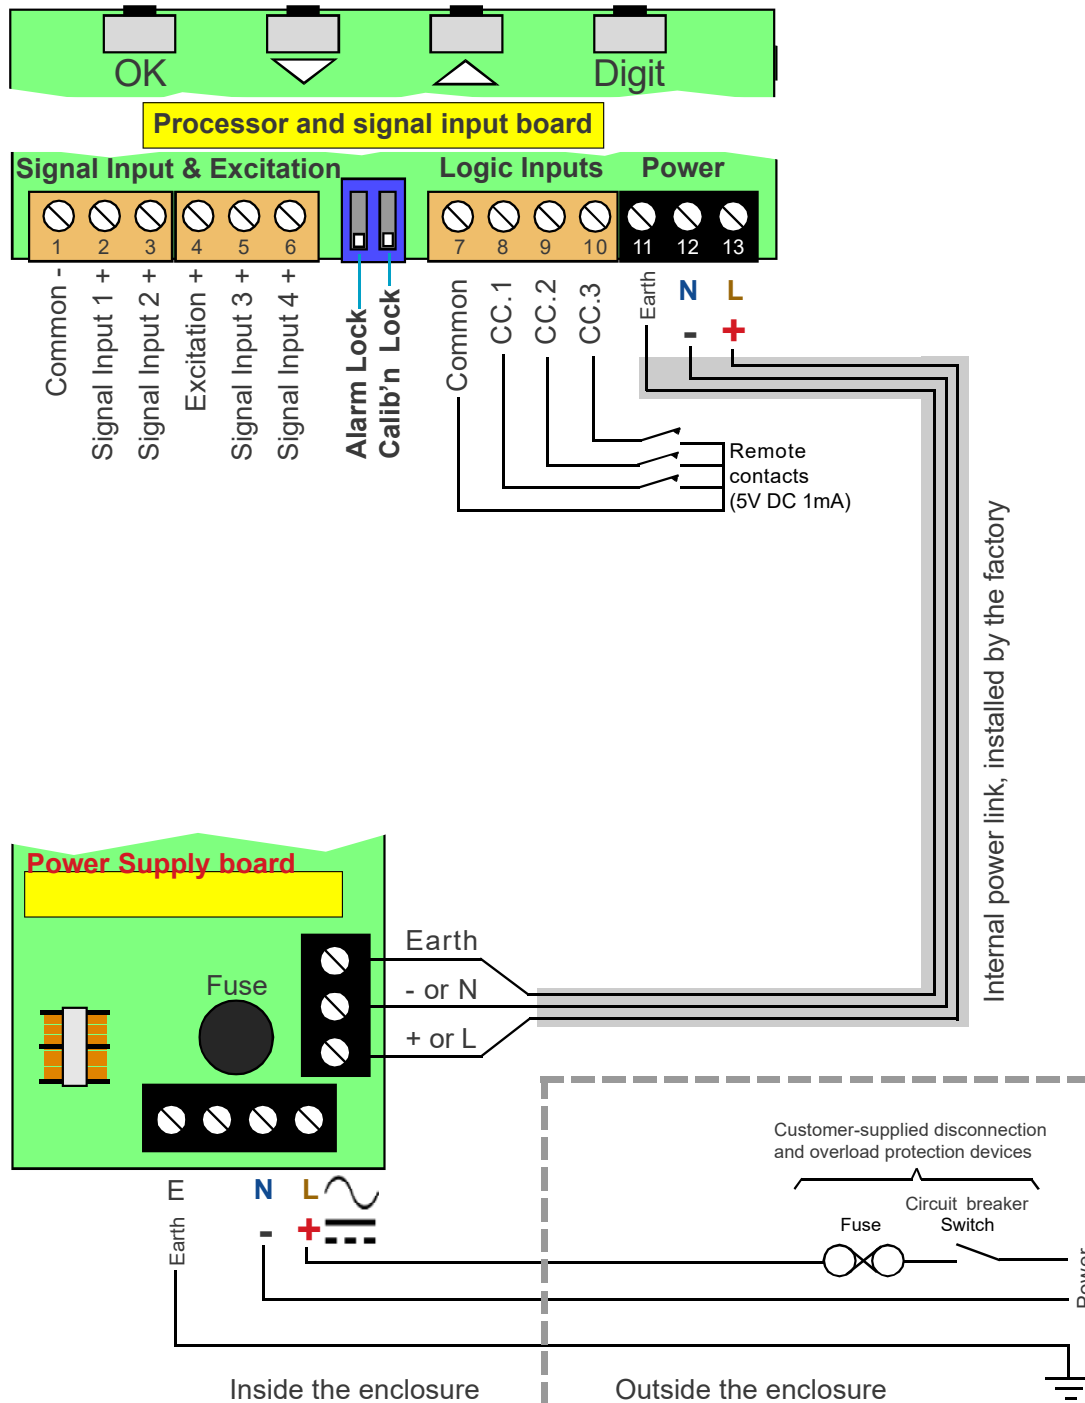 OK
Digit
Processor and signal input board
Signal Input & Excitation
Logic Inputs
Power
1
2
3
4
5
6
7
8
9
10
11
12
13
Common -
Signal Input 1 +
Signal Input 2 +
Excitation +
Signal Input 3 +
Signal Input 4 +
Alarm Lock
Calib'n Lock
Common
CC.1
CC.2
CC.3
Earth
N
-
L
+
Remote
contacts
(5V DC 1mA)
Internal power link, installed by the factory
Power Supply board
Fuse
Earth
- or N
+ or L
Customer-supplied disconnection
and overload protection devices
Circuit breaker
Fuse
Switch
E
N
L
Earth
-
+
Power
Inside the enclosure
Outside the enclosure